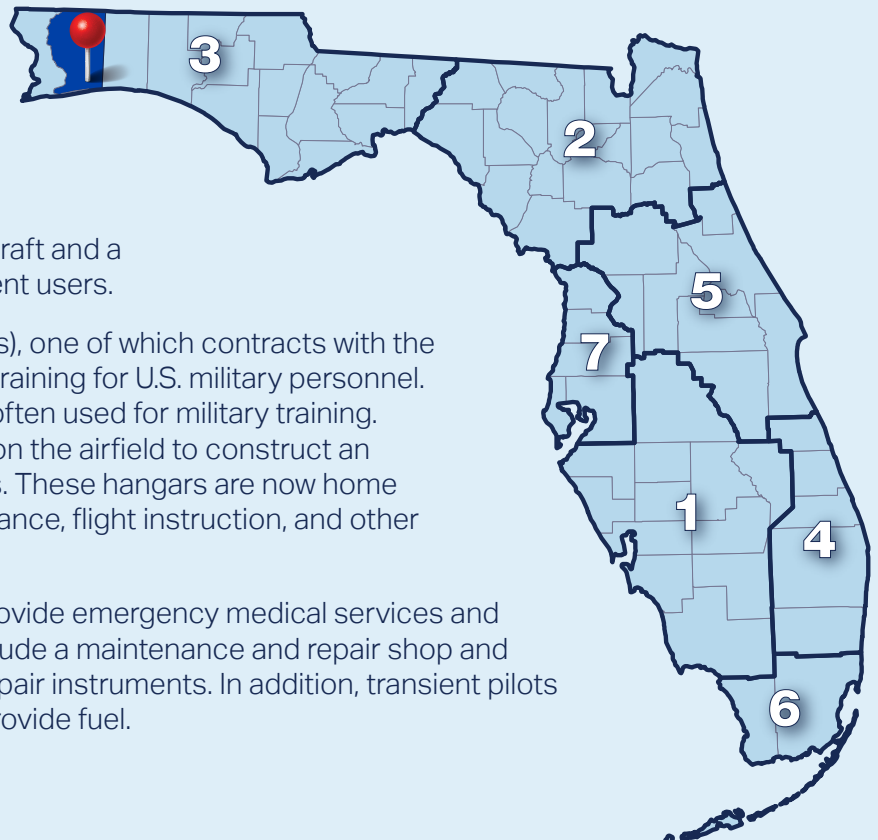 3
2
raft and a
ent users.
5
s), one of which contracts with the
7
raining for U.S. military personnel.
often used for military training.
on the airfield to construct an
s. These hangars are now home
ance, flight instruction, and other
1
4
ovide emergency medical services and
ude a maintenance and repair shop and
pair instruments. In addition, transient pilots
rovide fuel.
6